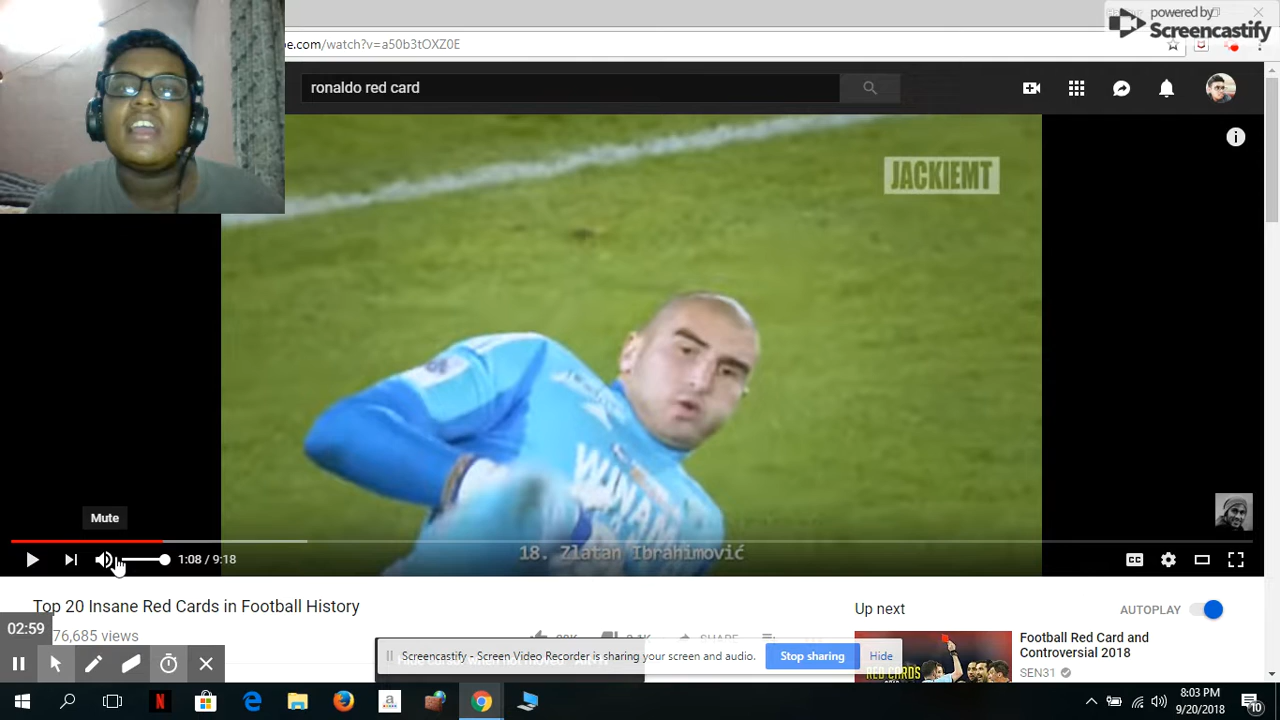 powered by
Screencastify
be.com/watch?v=a50b3tOXZ0E
ronaldo red card
JACKIEMT
18. Zlatan Ibrahimović
Mute
1:08 / 9:18
CC
Top 20 Insane Red Cards in Football History
76,685 views
SHARE
Up next
AUTOPLAY
Football Red Card and
Controversial 2018
SEN31
RED CARDS
02:59
Screencastify - Screen Video Recorder is sharing your screen and audio.
Stop sharing
Hide
8:03 PM
9/20/2018
10